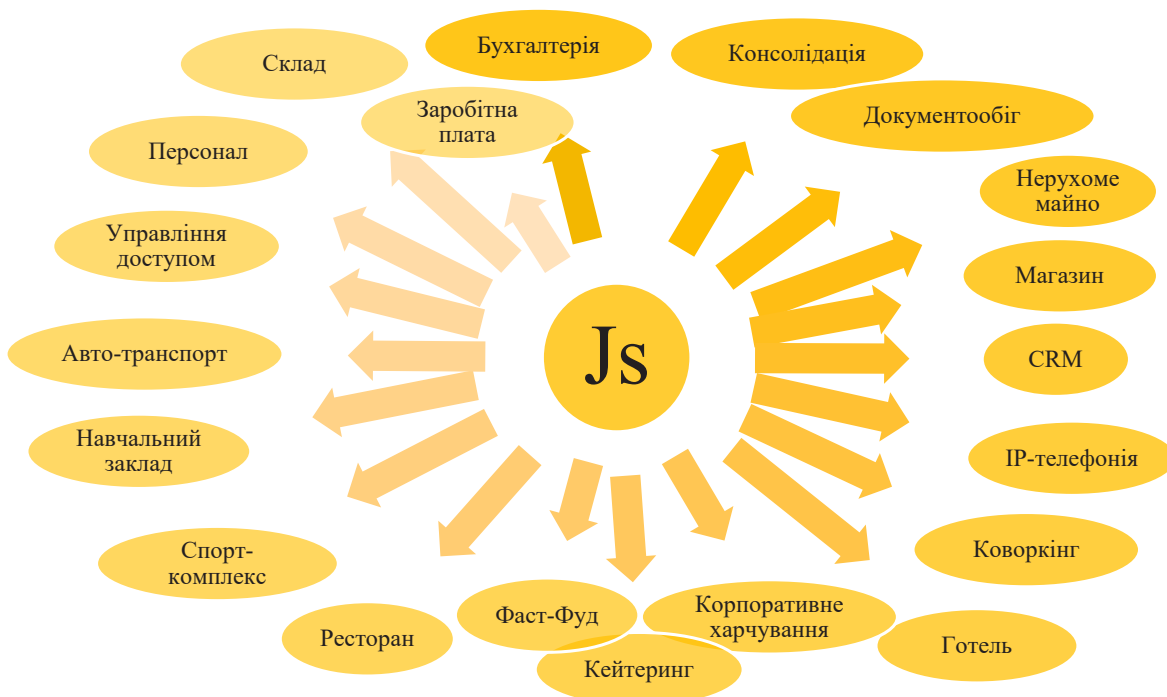 Бухгалтерія
Консолідація
Документообіг
Нерухоме
майно
Магазин
CRM
IP-телефонія
Коворкінг
Готель
Корпоративне
харчування
Кейтеринг
Фаст-Фуд
Ресторан
Спорт-
комплекс
Навчальний
заклад
Авто-транспорт
Управління
доступом
Персонал
Склад
Заробітна
плата
Js